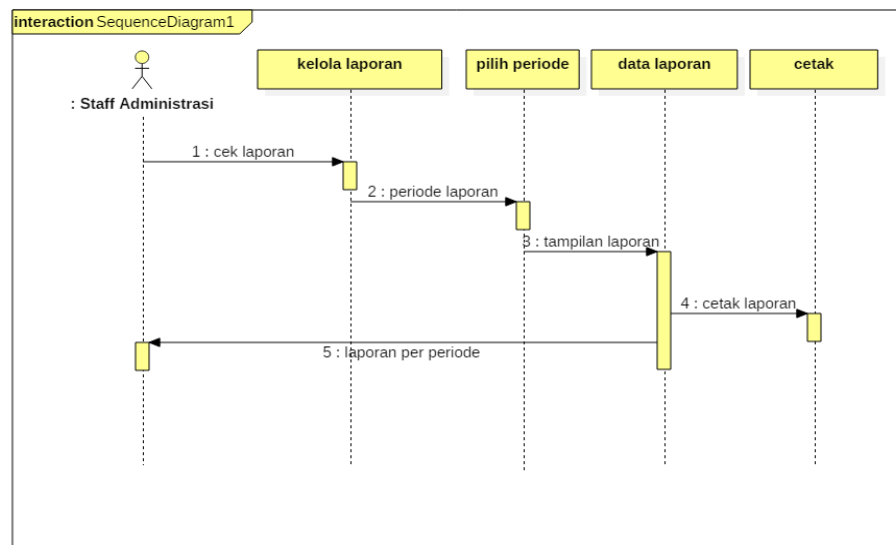 interaction SequenceDiagram1
: Staff Administrasi
kelola laporan
pilih periode
data laporan
cetak
1 : cek laporan
2 : periode laporan
3 : tampilan laporan
4 : cetak laporan
5 : laporan per periode